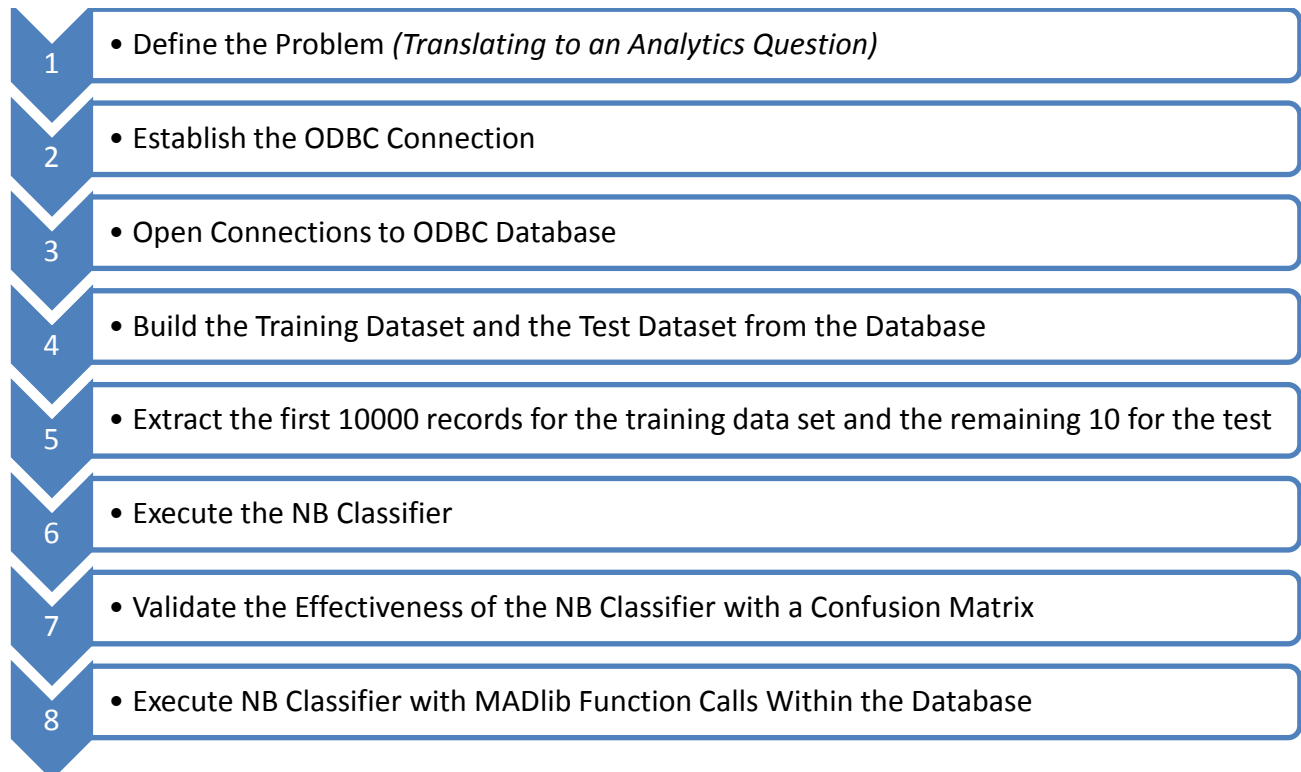 1
• Define the Problem (Translating to an Analytics Question)
2
• Establish the ODBC Connection
3
• Open Connections to ODBC Database
4
• Build the Training Dataset and the Test Dataset from the Database
5
• Extract the first 10000 records for the training data set and the remaining 10 for the test
6
• Execute the NB Classifier
7
• Validate the Effectiveness of the NB Classifier with a Confusion Matrix
8
• Execute NB Classifier with MADlib Function Calls Within the Database